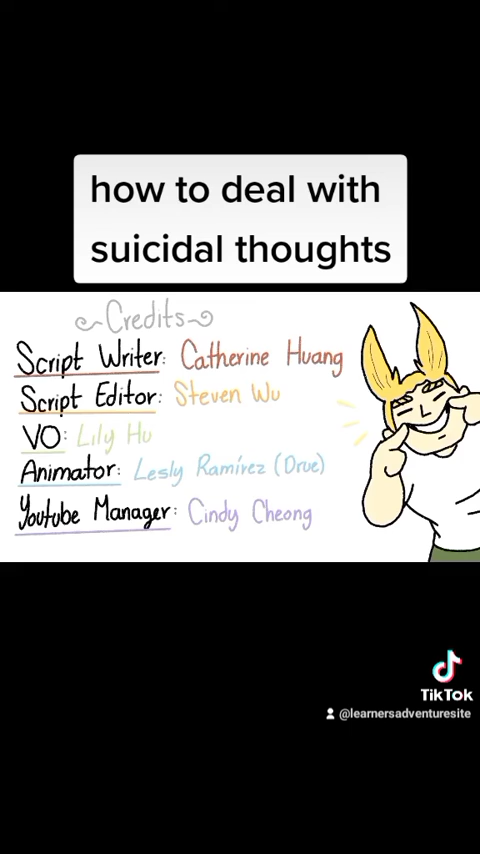 how to deal with
suicidal thoughts
Credits
Script Writer: Catherine Huang
Script Editor: Steven Wu
VO: Lily Hu
Animator: Lesly Ramírez (Drue)
Youtube Manager: Cindy Cheong
TikTok
@learnersadventuresite